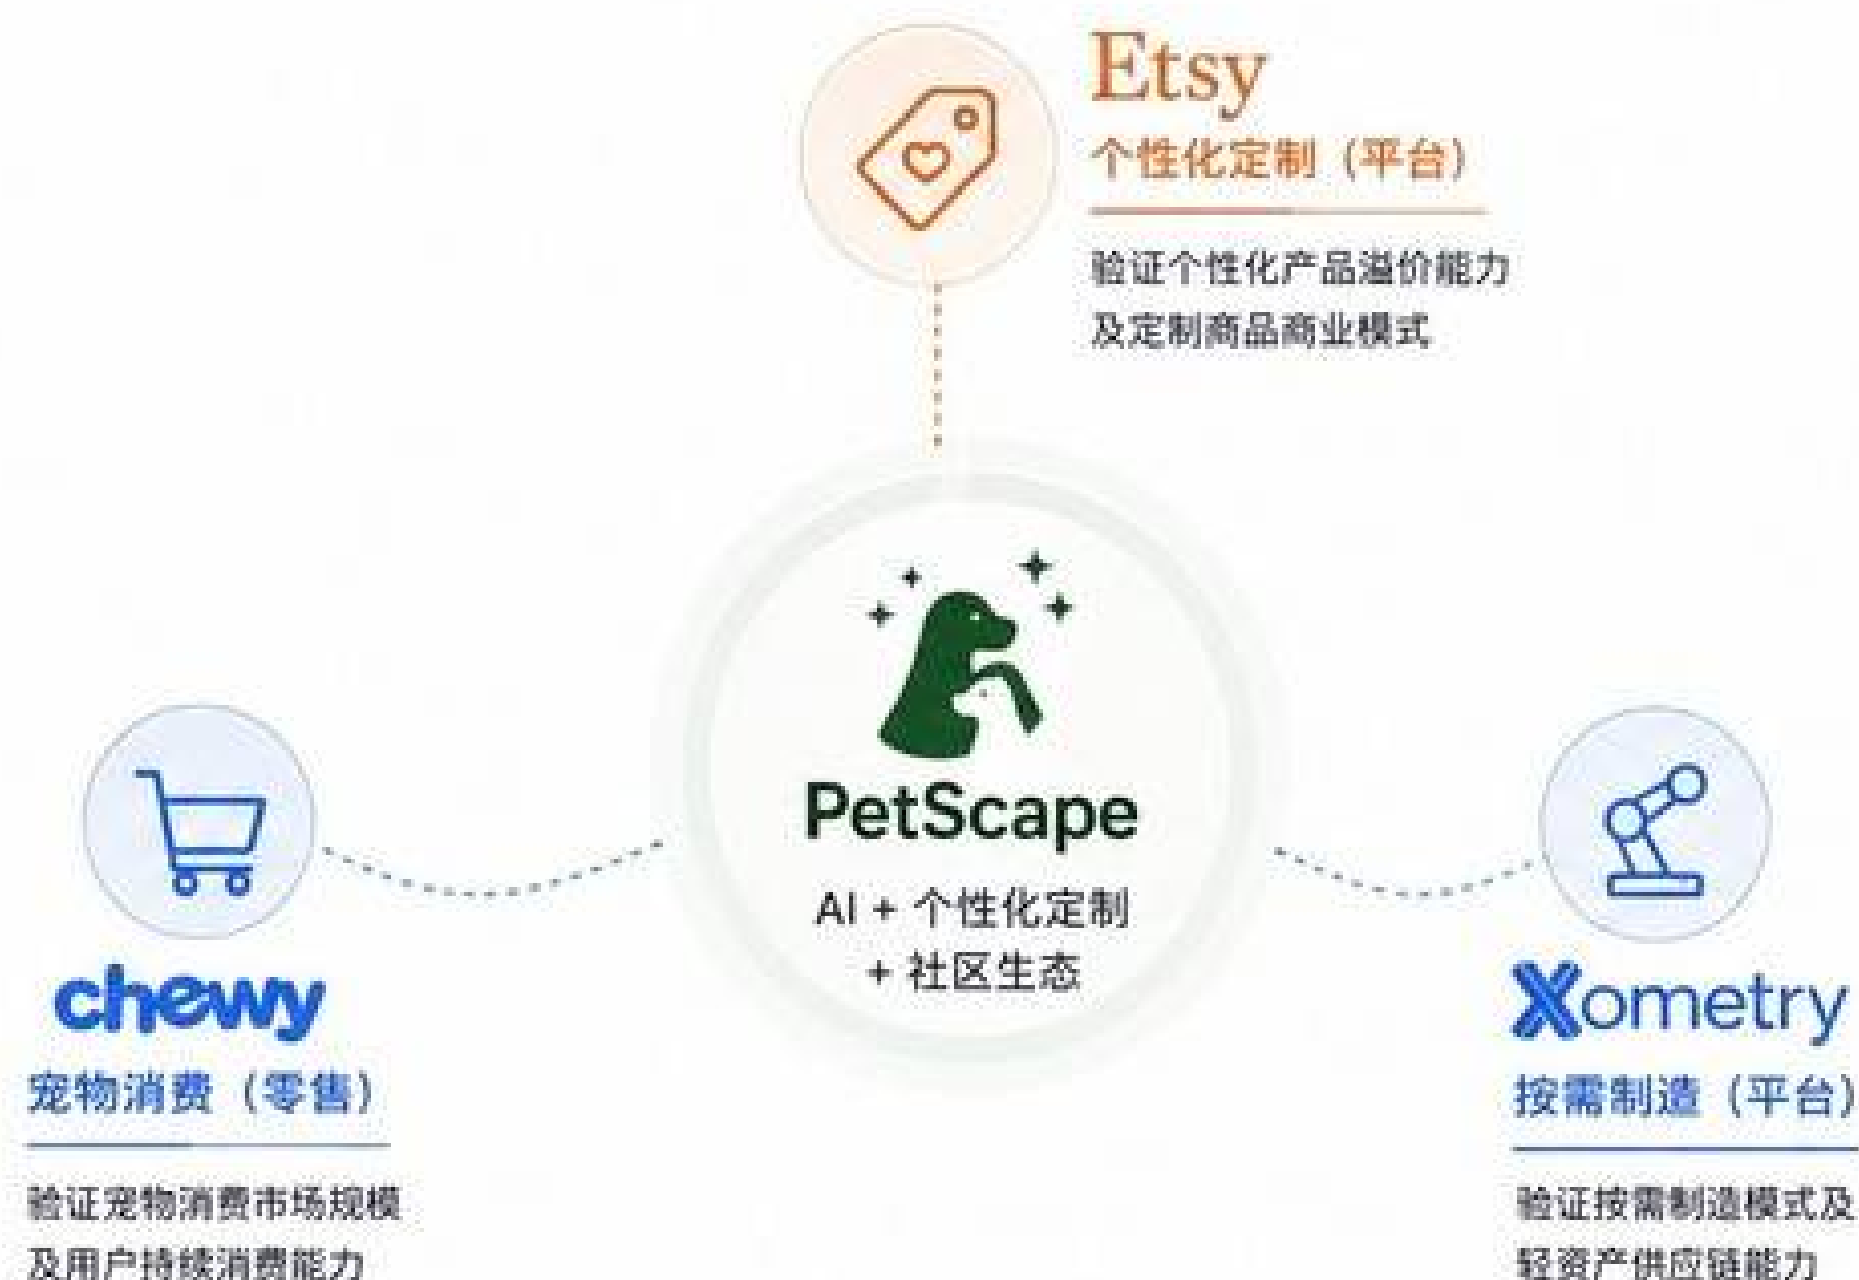 Etsy
个性化定制（平台）
验证个性化产品溢价能力
及定制商品商业模式
PetScape
AI + 个性化定制
+ 社区生态
chewy
宠物消费（零售）
验证宠物消费市场规模
及用户持续消费能力
Xometry
按需制造（平台）
验证按需制造模式及
轻资产供应链能力